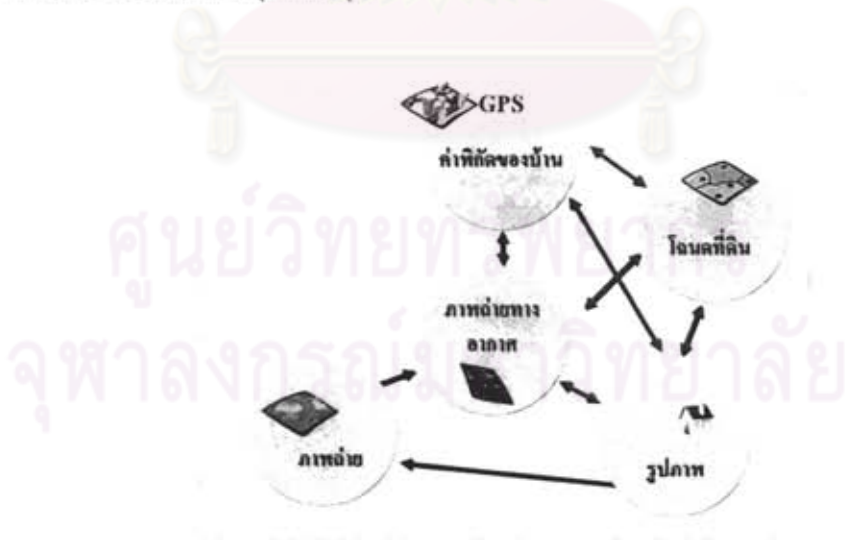 GPS
ค่าพิกัดของบ้าน
โฉนดที่ดิน
ภาพถ่ายทาง
อากาศ
ภาพถ่าย
รูปภาพ
ศูนย์วิทยทรัพยากร
จุฬาลงกรณ์มหาวิทยาลัย